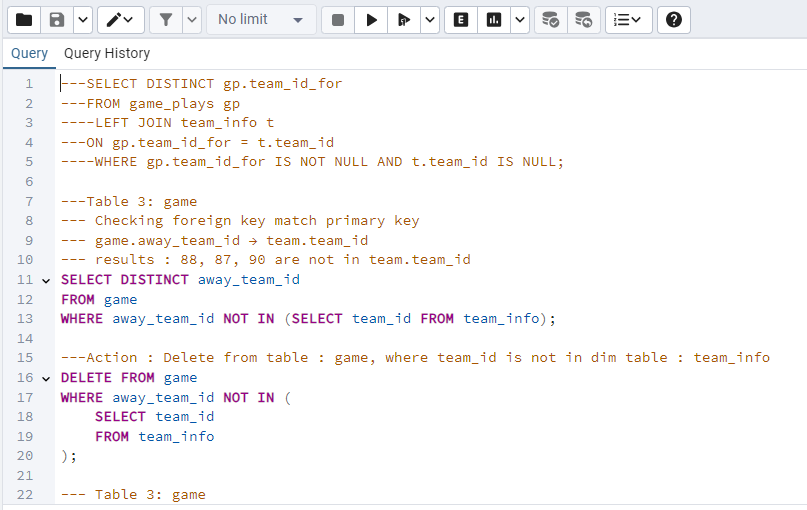 No limit
E
Query Query History
1 ---SELECT DISTINCT gp.team_id_for
2 ---FROM game_plays gp
3 ----LEFT JOIN team_info t
4 ---ON gp.team_id_for = t.team_id
5 ----WHERE gp.team_id_for IS NOT NULL AND t.team_id IS NULL;
6
7 ---Table 3: game
8 --- Checking foreign key match primary key
9 --- game.away_team_id → team.team_id
10 --- results : 88, 87, 90 are not in team.team_id
11 SELECT DISTINCT away_team_id
12 FROM game
13 WHERE away_team_id NOT IN (SELECT team_id FROM team_info);
14
15 ---Action : Delete from table : game, where team_id is not in dim table : team_info
16 DELETE FROM game
17 WHERE away_team_id NOT IN (
18     SELECT team_id
19     FROM team_info
20 );
21
22 --- Table 3: game